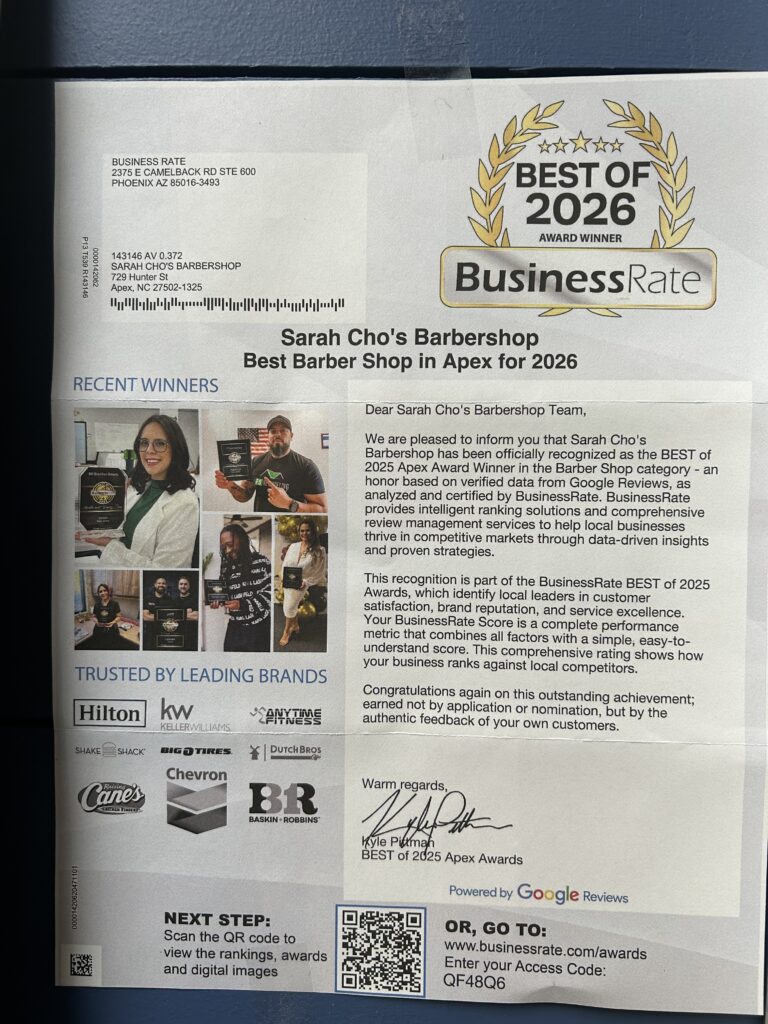 BUSINESS RATE
2375 E CAMELBACK RD STE 600
PHOENIX AZ 85016-3493
P13 T539 R143146
0000142062
143146 AV 0.372
SARAH CHO'S BARBERSHOP
729 Hunter St
Apex, NC 27502-1325
BEST OF
2026
AWARD WINNER
BusinessRate
Sarah Cho's Barbershop
Best Barber Shop in Apex for 2026
RECENT WINNERS
TRUSTED BY LEADING BRANDS
Hilton
kw
KELLERWILLIAMS.
ANYTIME
FITNESS
SHAKE SHACK
BIG O TIRES
DUTCH BROS
Raising
Cane's
CHICKEN FINGERS
Chevron
BR
BASKIN ROBBINS
Dear Sarah Cho's Barbershop Team,
We are pleased to inform you that Sarah Cho's
Barbershop has been officially recognized as the BEST of
2025 Apex Award Winner in the Barber Shop category - an
honor based on verified data from Google Reviews, as
analyzed and certified by BusinessRate. BusinessRate
provides intelligent ranking solutions and comprehensive
review management services to help local businesses
thrive in competitive markets through data-driven insights
and proven strategies.
This recognition is part of the BusinessRate BEST of 2025
Awards, which identify local leaders in customer
satisfaction, brand reputation, and service excellence.
Your BusinessRate Score is a complete performance
metric that combines all factors with a simple, easy-to-
understand score. This comprehensive rating shows how
your business ranks against local competitors.
Congratulations again on this outstanding achievement;
earned not by application or nomination, but by the
authentic feedback of your own customers.
Warm regards,
Kyle Pittman
Kyle Pittman
BEST of 2025 Apex Awards
Powered by Google Reviews
NEXT STEP:
Scan the QR code to
view the rankings, awards
and digital images
OR, GO TO:
www.businessrate.com/awards
Enter your Access Code:
QF48Q6